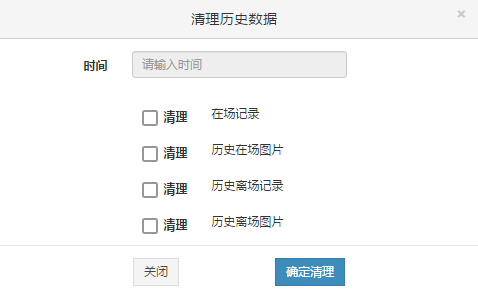 清理历史数据 ×
时间 请输入时间
清理 在场记录
清理 历史在场图片
清理 历史离场记录
清理 历史离场图片
关闭 确定清理